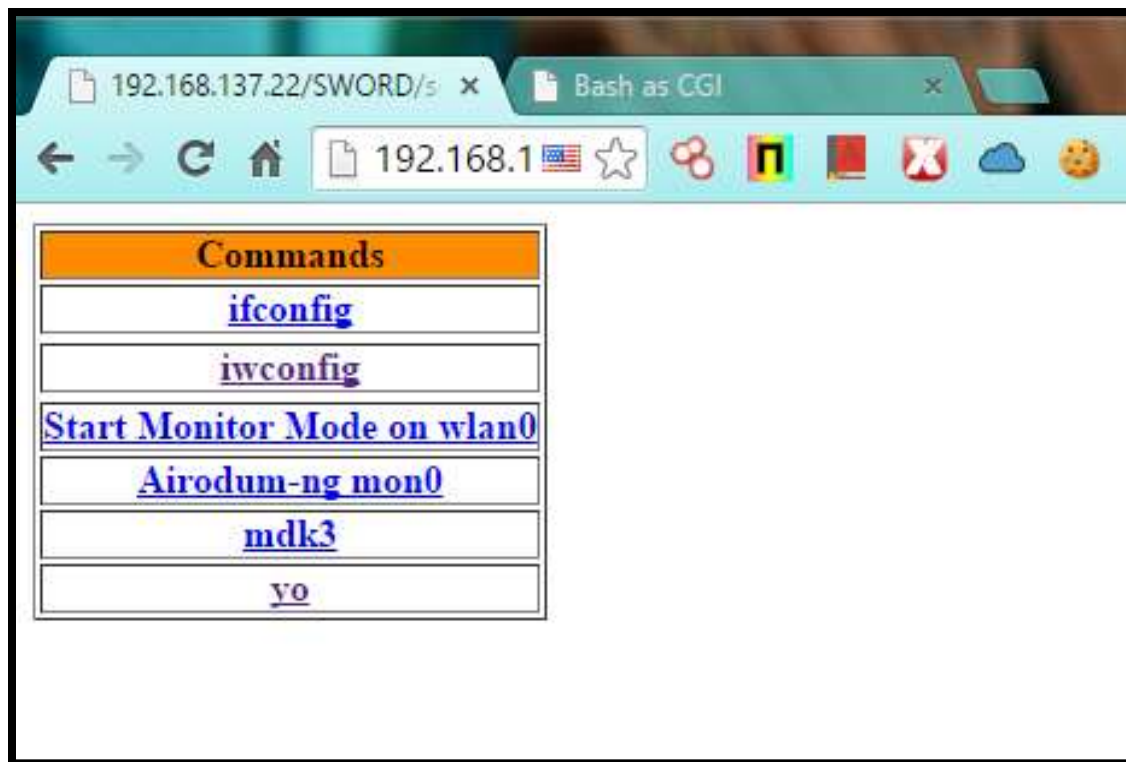 192.168.137.22/SWORD/s
Bash as CGI
192.168.1
Commands
ifconfig
iwconfig
Start Monitor Mode on wlan0
Airodum-ng mon0
mdk3
yo